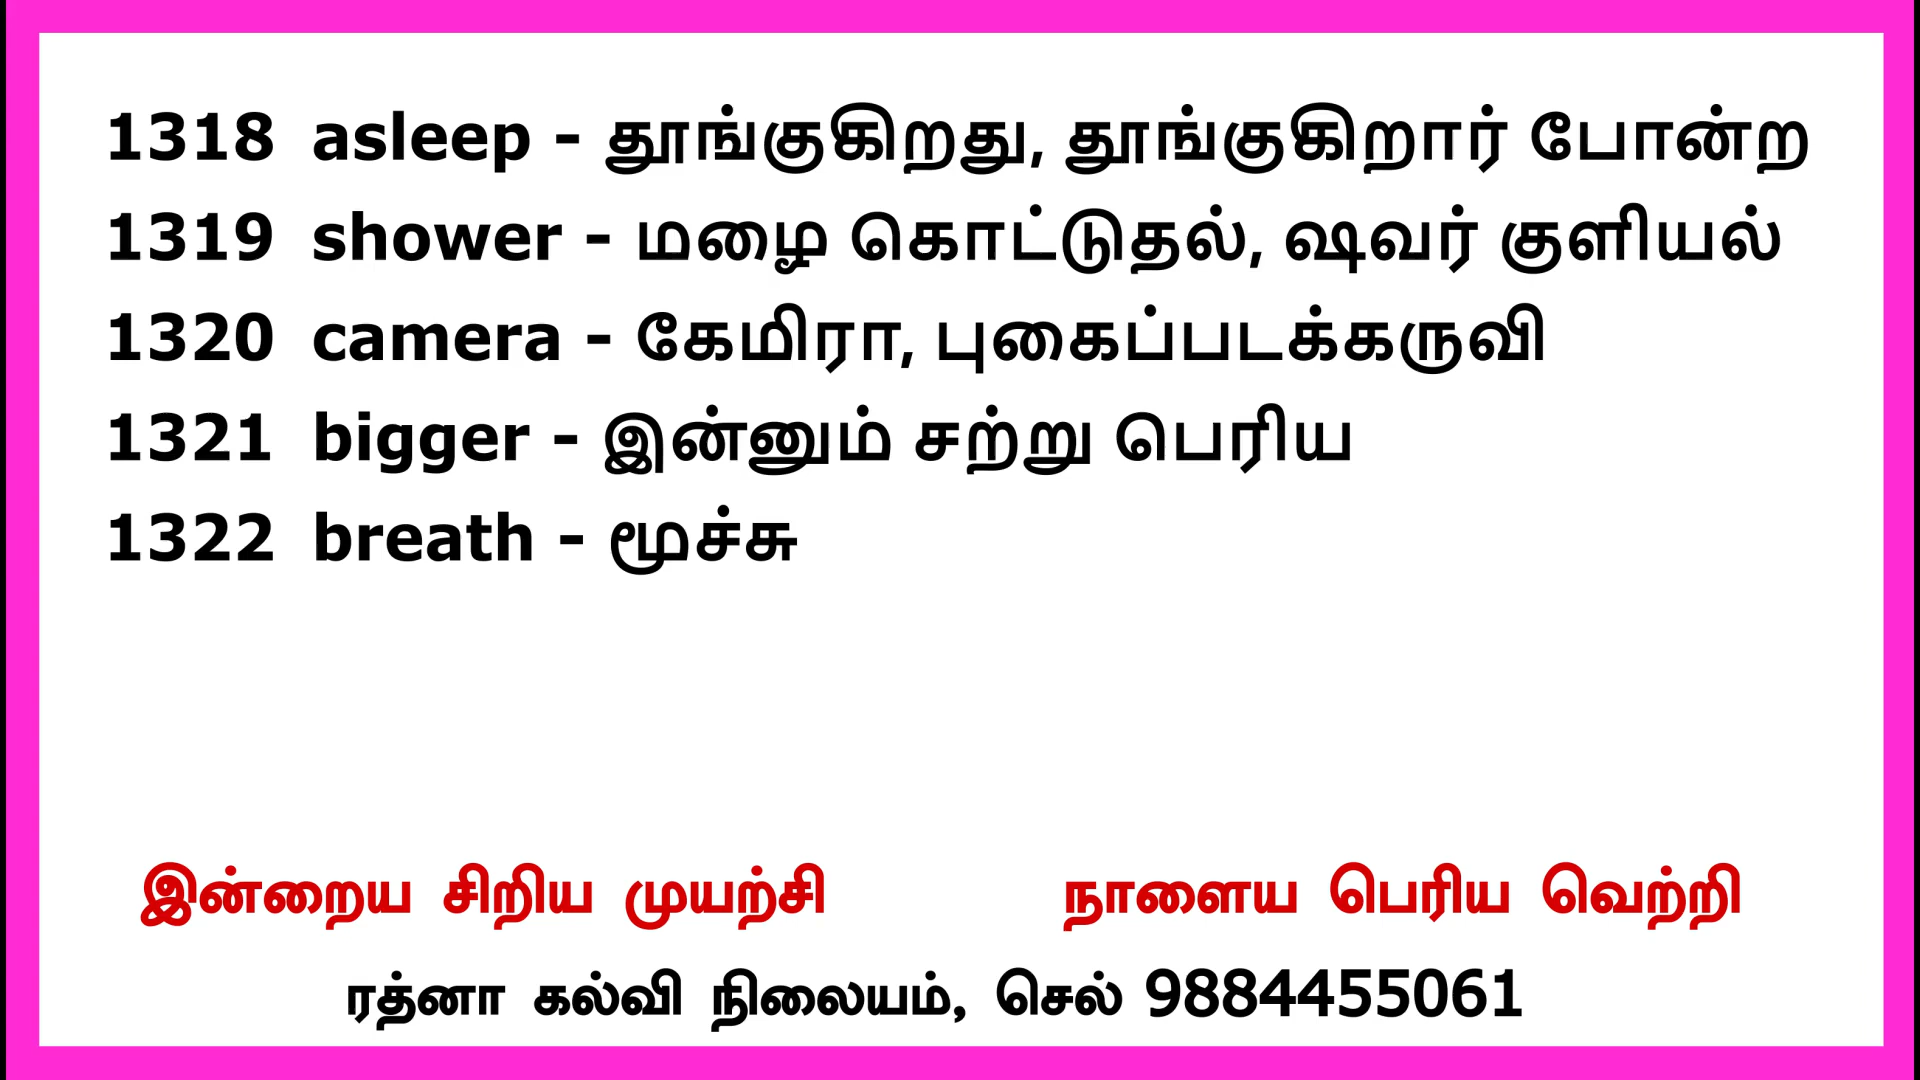 1318 asleep - தூங்குகிறது, தூங்குகிறார் போன்ற
1319 shower - மழை கொட்டுதல், ஷவர் குளியல்
1320 camera - கேமிரா, புகைப்படக்கருவி
1321 bigger - இன்னும் சற்று பெரிய
1322 breath - மூச்சு
இன்றைய சிறிய முயற்சி நாளைய பெரிய வெற்றி
ரத்னா கல்வி நிலையம், செல் 9884455061